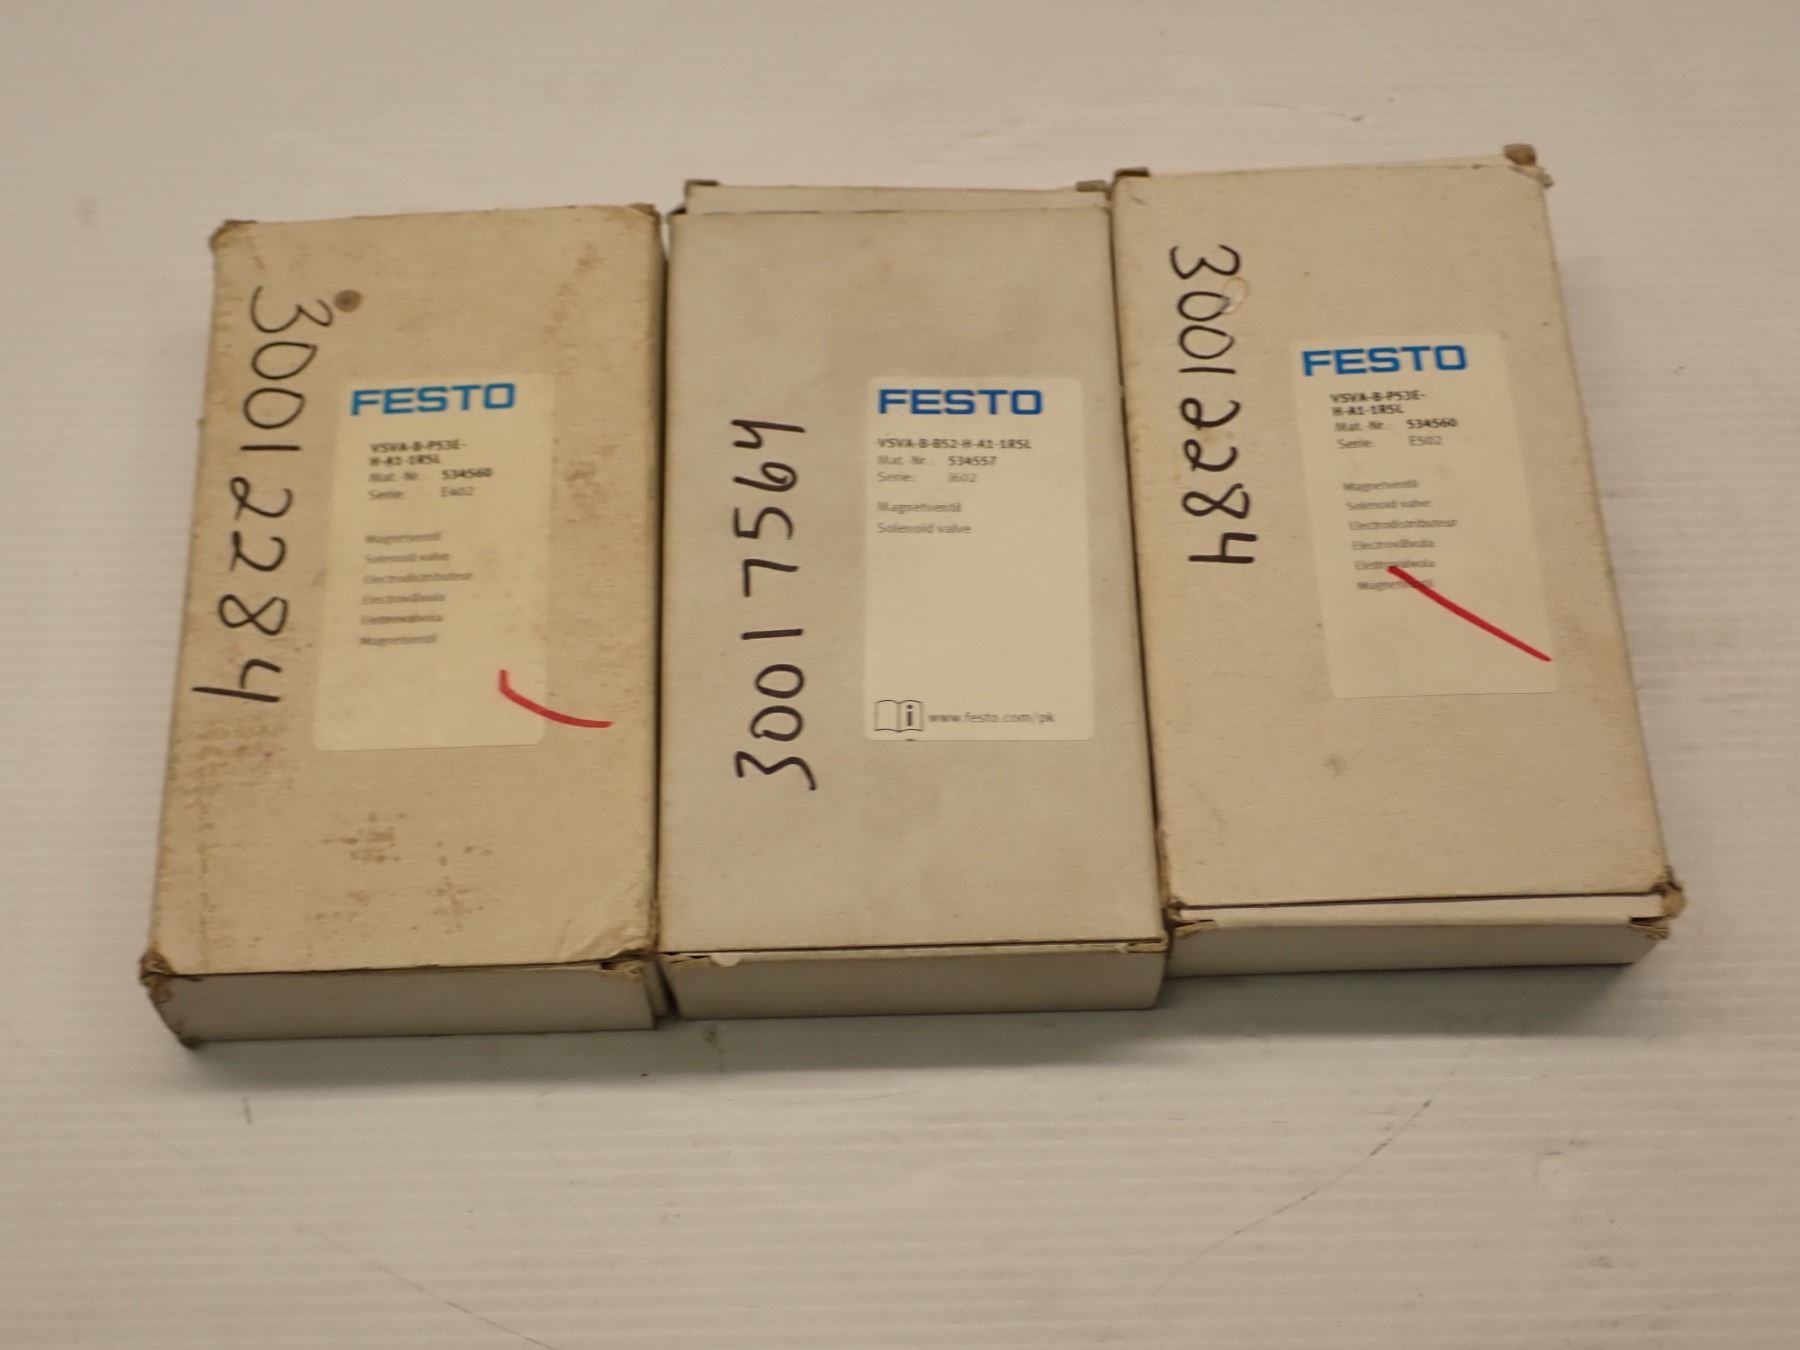 30012284
FESTO
VSVA-B-P53E-
H-A1-1R5L
Mat.-Nr.: 534560
Serie: E402
Magnetventil
Solenoid valve
Electrodistributeur
Electroválvula
Elettrovalvola
Magnetventil
30017564
FESTO
VSVA-B-B52-H-A1-1R5L
Mat.-Nr.: 534557
Serie: J602
Magnetventil
Solenoid valve
www.festo.com/pk
30012284
FESTO
VSVA-B-P53E-
H-A1-1R5L
Mat.-Nr.: 534560
Serie: E502
Magnetventil
Solenoid valve
Electrodistributeur
Electroválvula
Elettrovalvola
Magnetventil